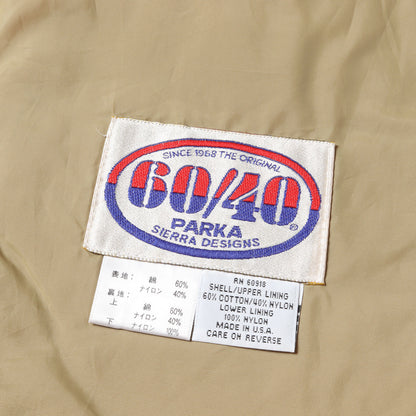 SINCE 1968 THE ORIGINAL
60/40®
PARKA
SIERRA DESIGNS
表地: 綿 60%
ナイロン 40%
裏地:
上 綿 60%
ナイロン 40%
下 ナイロン 100%
RN 60918
SHELL/UPPER LINING
60% COTTON/40% NYLON
LOWER LINING
100% NYLON
MADE IN U.S.A.
CARE ON REVERSE